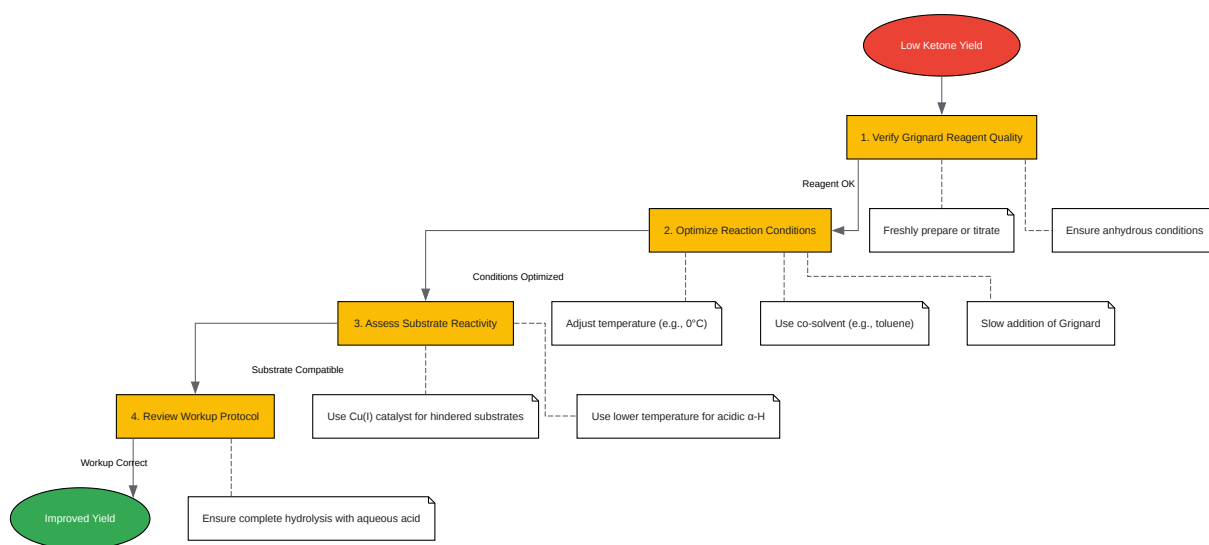 Low Ketone Yield
1. Verify Grignard Reagent Quality
Reagent OK
2. Optimize Reaction Conditions
Freshly prepare or titrate
Ensure anhydrous conditions
Conditions Optimized
3. Assess Substrate Reactivity
Adjust temperature (e.g., 0°C)
Use co-solvent (e.g., toluene)
Slow addition of Grignard
Substrate Compatible
4. Review Workup Protocol
Use Cu(I) catalyst for hindered substrates
Use lower temperature for acidic α-H
Workup Correct
Improved Yield
Ensure complete hydrolysis with aqueous acid